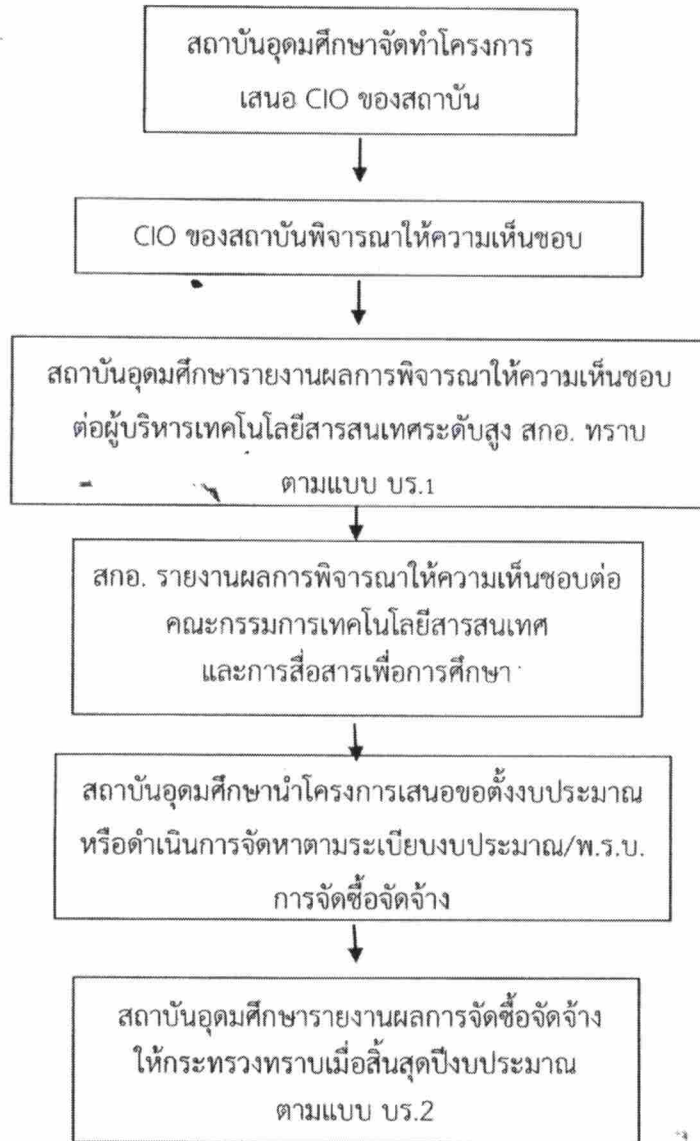 สถาบันอุดมศึกษาจัดทำโครงการ
เสนอ CIO ของสถาบัน
CIO ของสถาบันพิจารณาให้ความเห็นชอบ
สถาบันอุดมศึกษารายงานผลการพิจารณาให้ความเห็นชอบ
ต่อผู้บริหารเทคโนโลยีสารสนเทศระดับสูง สกอ. ทราบ
ตามแบบ บร.1
สกอ. รายงานผลการพิจารณาให้ความเห็นชอบต่อ
คณะกรรมการเทคโนโลยีสารสนเทศ
และการสื่อสารเพื่อการศึกษา
สถาบันอุดมศึกษานำโครงการเสนอขอตั้งงบประมาณ
หรือดำเนินการจัดหาตามระเบียบงบประมาณ/พ.ร.บ.
การจัดซื้อจัดจ้าง
สถาบันอุดมศึกษารายงานผลการจัดซื้อจัดจ้าง
ให้กระทรวงทราบเมื่อสิ้นสุดปีงบประมาณ
ตามแบบ บร.2